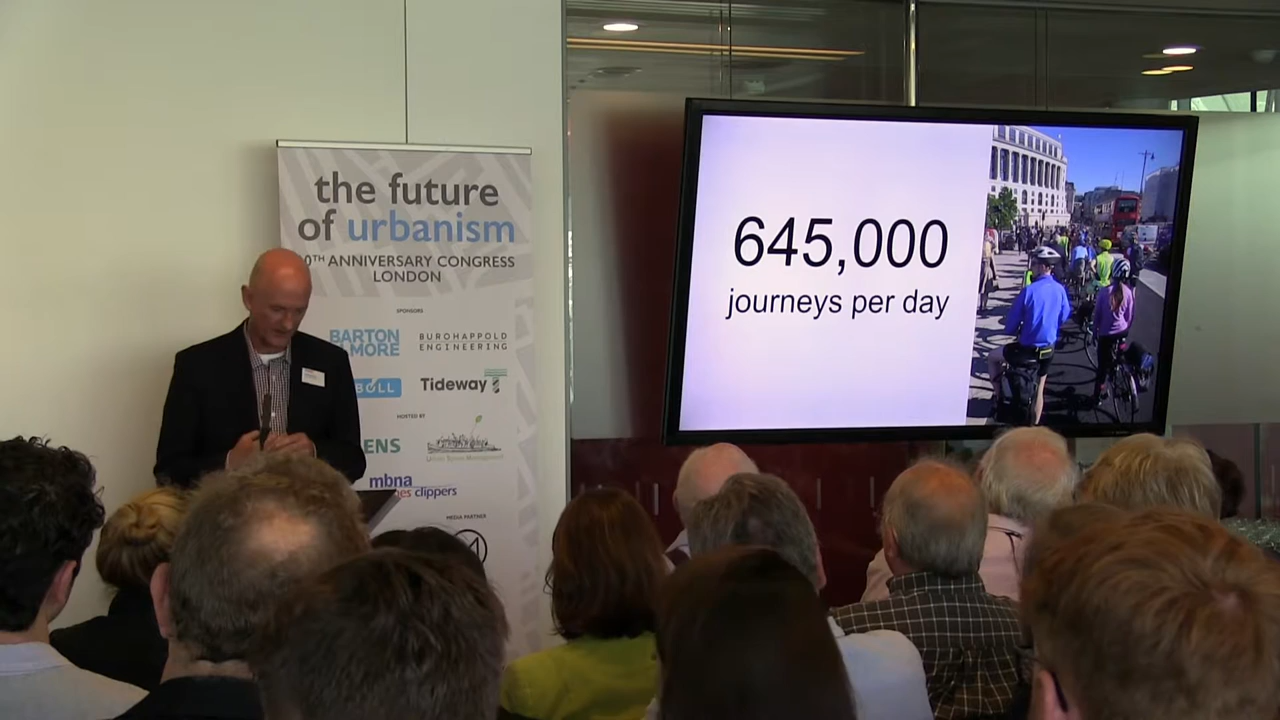 the future
of urbanism
0TH ANNIVERSARY CONGRESS
LONDON
SPONSORS
BARTON
LMORE
BUROHAPPOLD
ENGINEERING
BOLL
Tideway
HOSTED BY
ENS
mbna
es clippers
MEDIA PARTNER
645,000
journeys per day